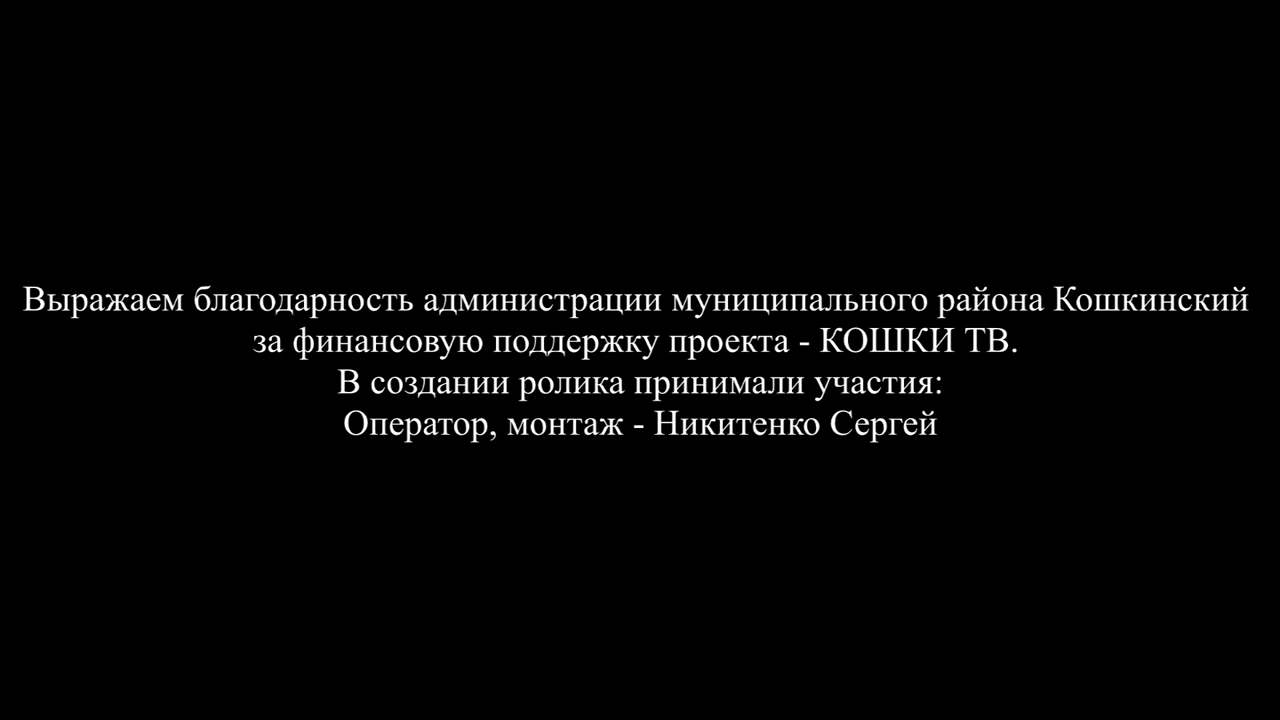 Выражаем благодарность администрации муниципального района Кошкинский
за финансовую поддержку проекта - КОШКИ ТВ.
В создании ролика принимали участия:
Оператор, монтаж - Никитенко Сергей